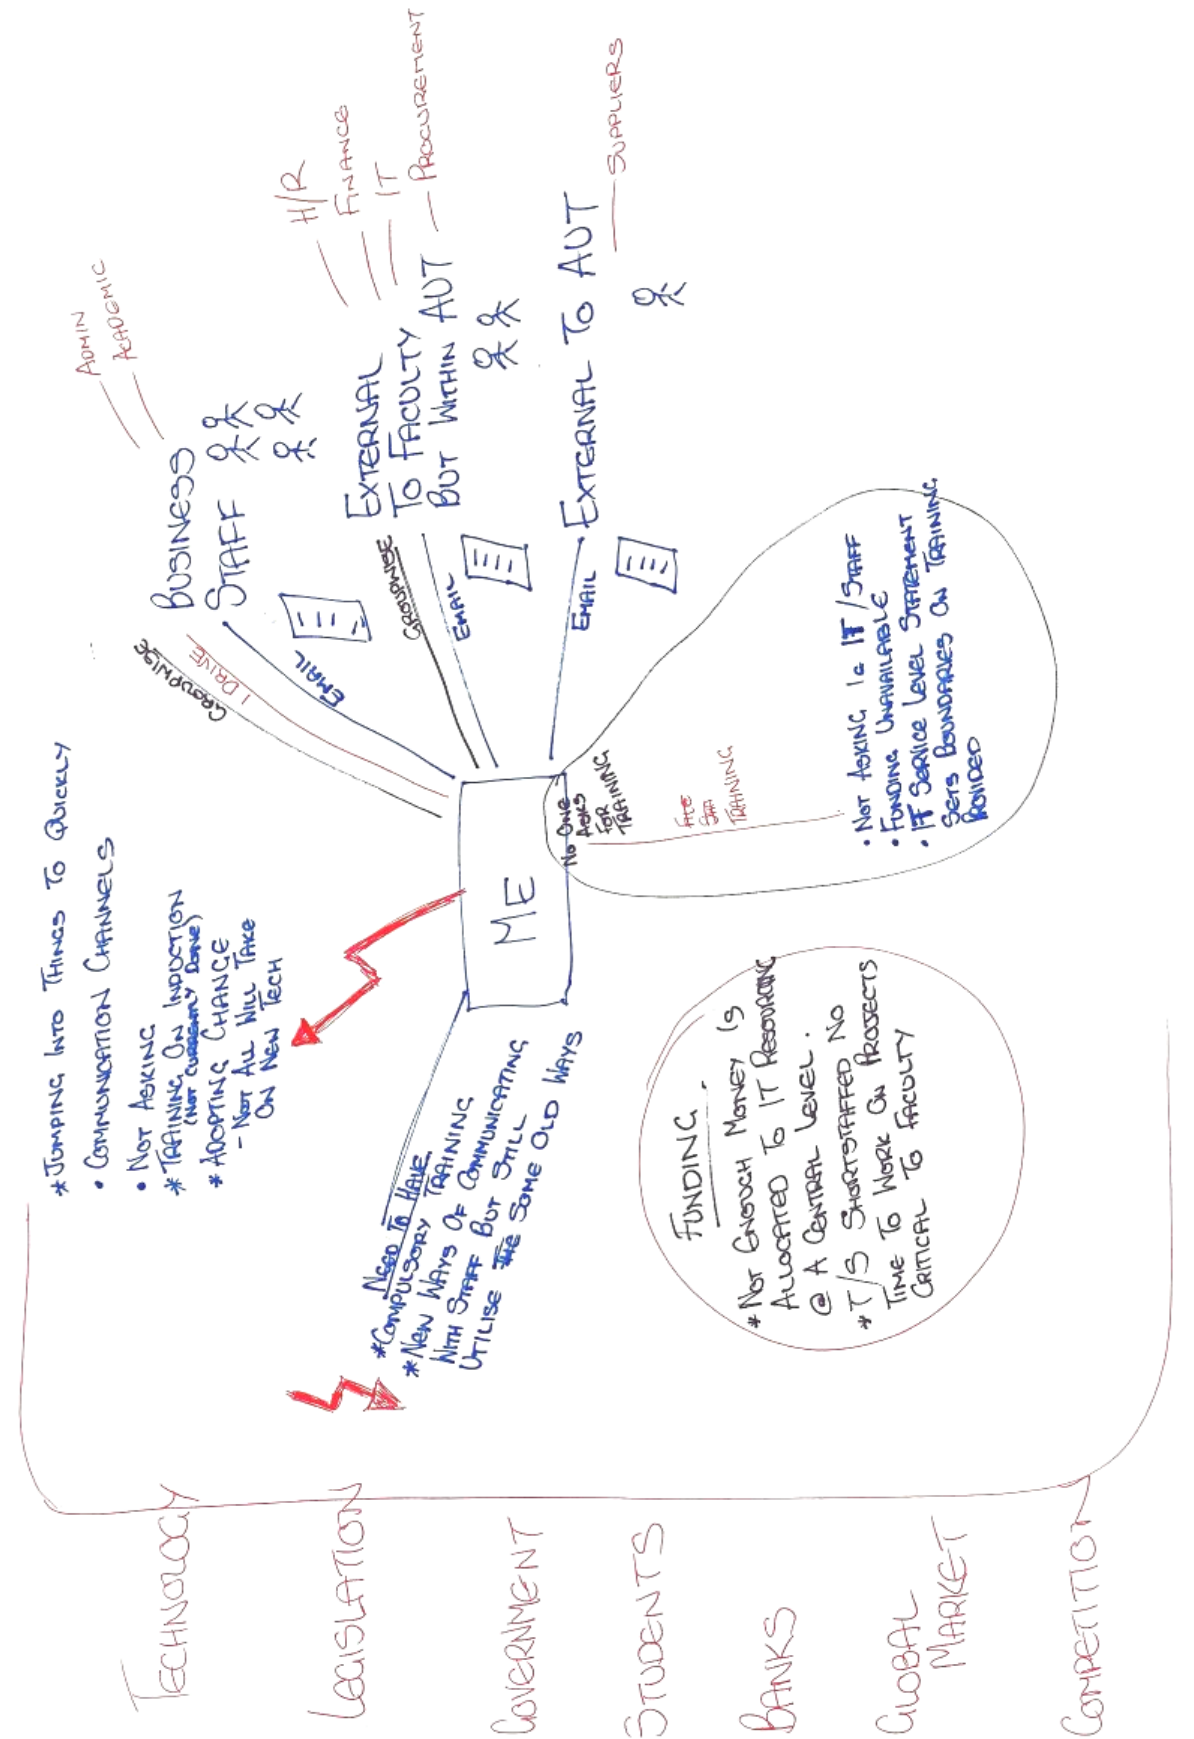 * JUMPING INTO THINGS TO QUICKLY
• COMMUNICATION CHANNELS
• NOT ASKING
* TRAINING ON INDUCTION
(NOT CURRENTLY DONE)
* ADOPTING CHANGE
- NOT ALL WILL TAKE
ON NEW TECH
ADMIN
ACADEMIC
BUSINESS
STAFF
GROUPWISE
I DRIVE
EMAIL
H/R
FINANCE
IT
PROCUREMENT
EXTERNAL
TO FACULTY
BUT WITHIN AUT
GROUPWISE
EMAIL
SUPPLIERS
EXTERNAL TO AUT
EMAIL
ME
NO ONE
ASKS
FOR
TRAINING
TRAINING
• NOT ASKING IS IT/STAFF
• FUNDING UNAVAILABLE
• IT SERVICE LEVEL STATEMENT
SETS BOUNDARIES ON TRAINING
NEED TO HAVE
* COMPULSORY TRAINING
* NEW WAYS OF COMMUNICATING
WITH STAFF BUT STILL
UTILISE THE SOME OLD WAYS
FUNDING.
* NOT ENOUGH MONEY IS
ALLOCATED TO IT RESOURCING
@ A CENTRAL LEVEL.
* T/S SHORTSTAFFED NO
TIME TO WORK ON PROJECTS
CRITICAL TO FACULTY
TECHNOLOGY
LEGISLATION
GOVERNMENT
STUDENTS
BANKS
GLOBAL
MARKET
COMPETITION